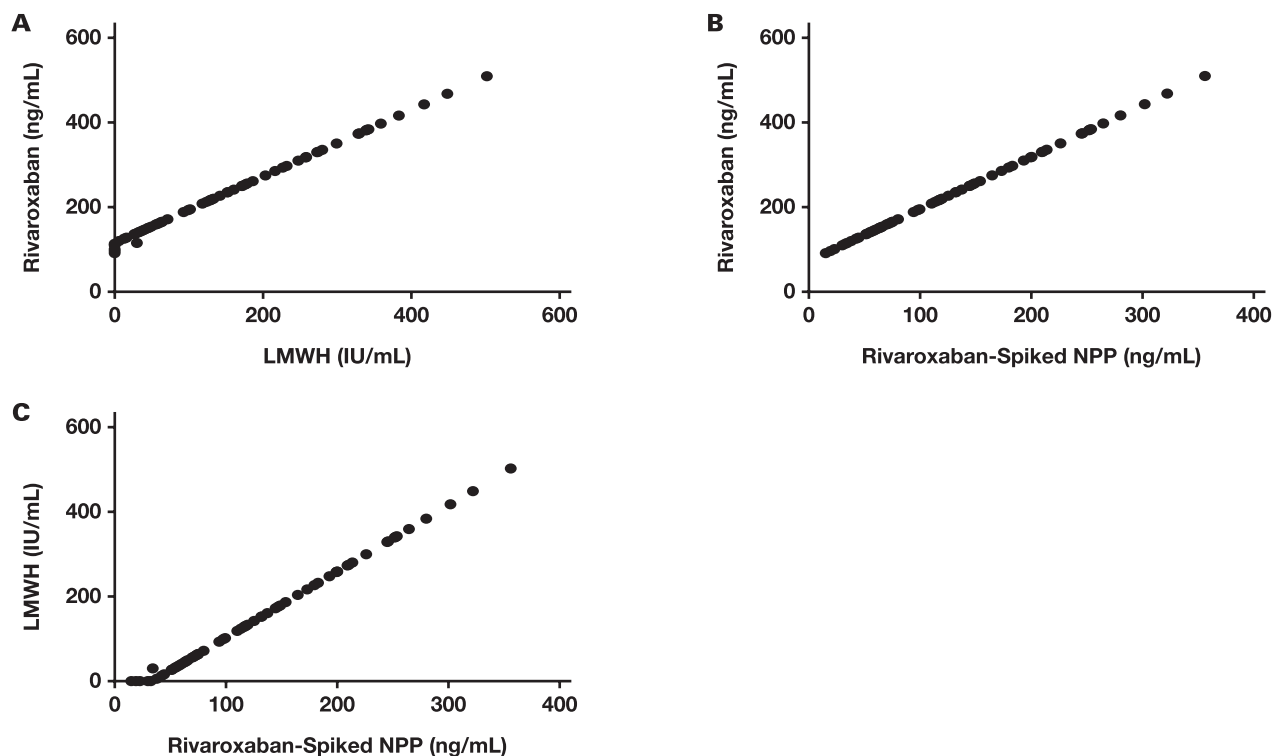 A
Rivaroxaban (ng/mL)
600
400
200
0
0 200 400 600
LMWH (IU/mL)
B
Rivaroxaban (ng/mL)
600
400
200
0
0 100 200 300 400
Rivaroxaban-Spiked NPP (ng/mL)
C
LMWH (IU/mL)
600
400
200
0
0 100 200 300 400
Rivaroxaban-Spiked NPP (ng/mL)